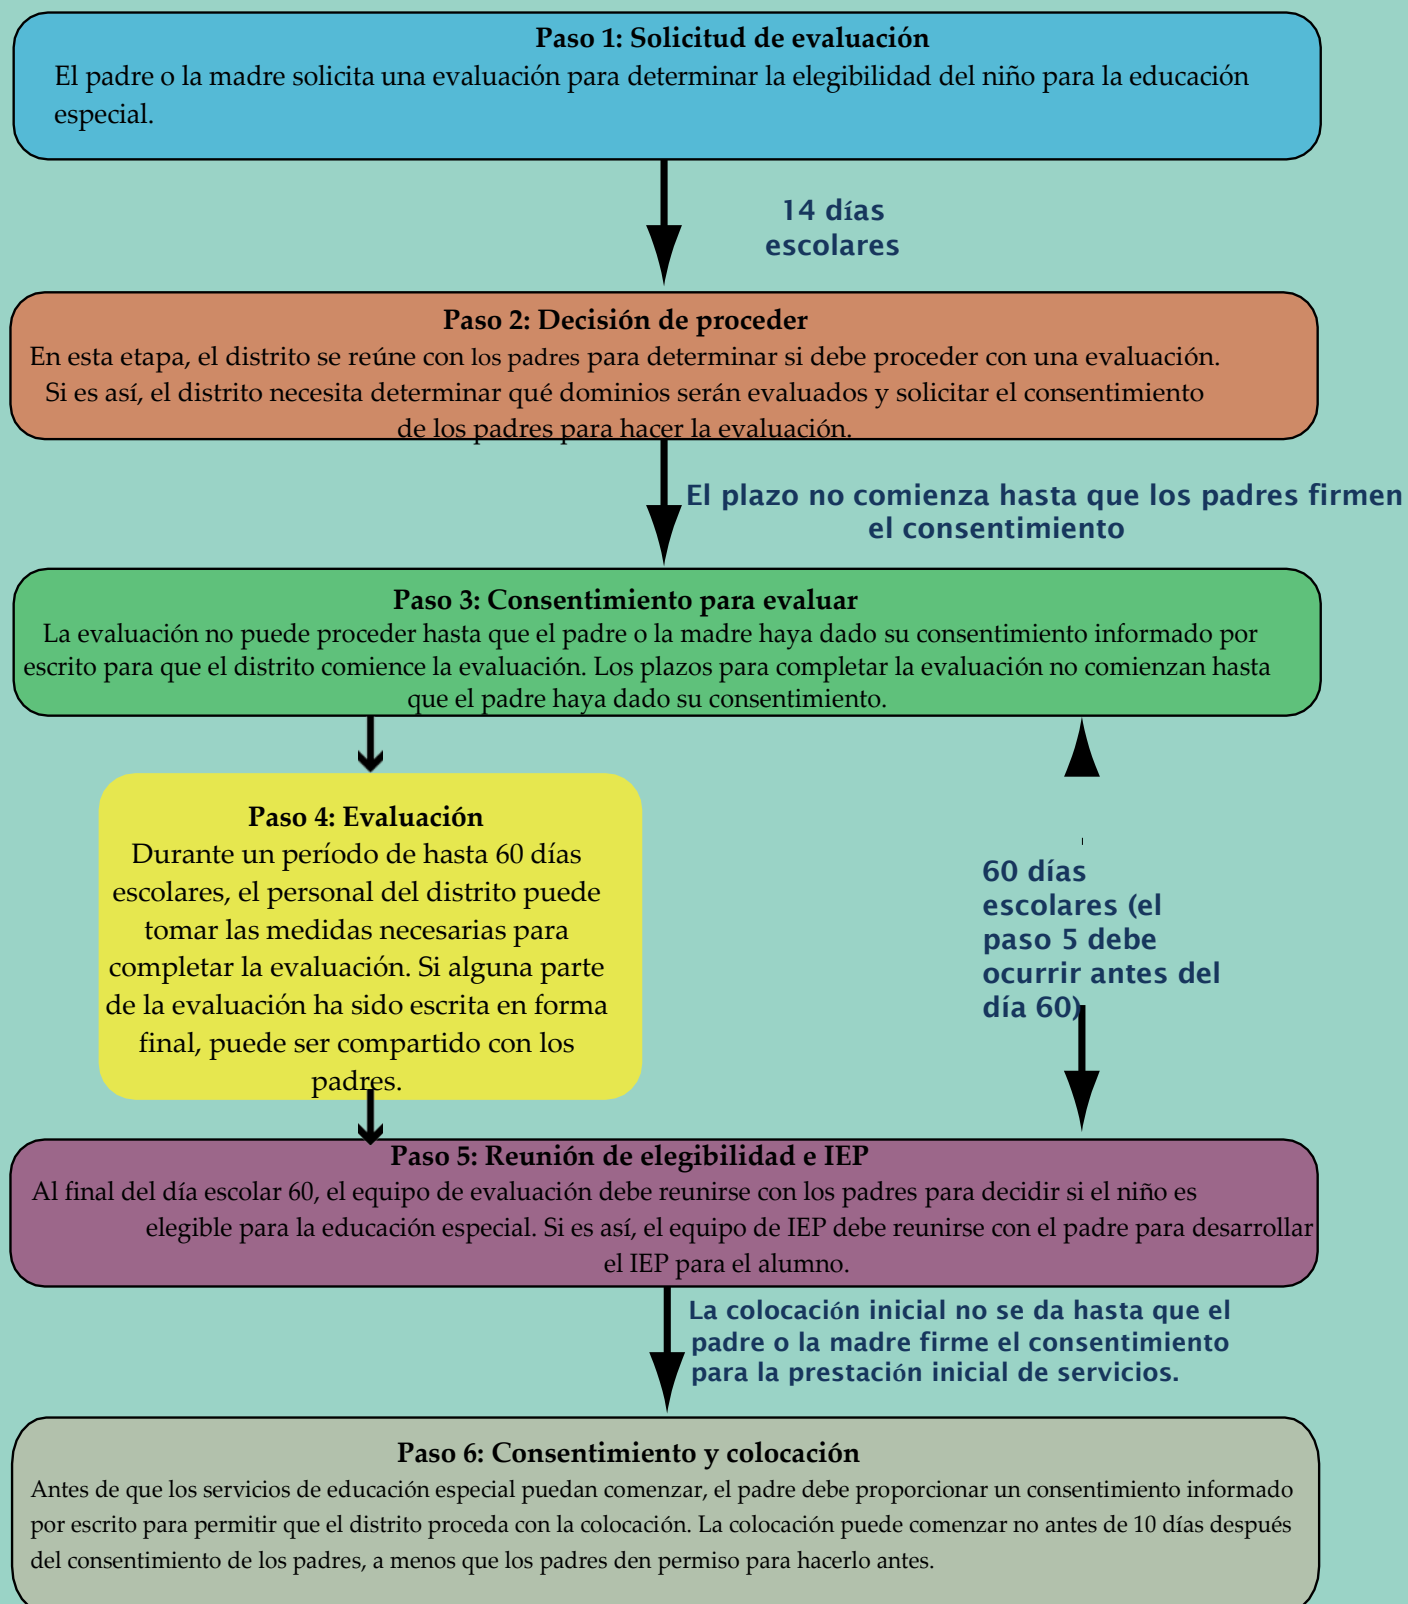 Paso 1: Solicitud de evaluación
El padre o la madre solicita una evaluación para determinar la elegibilidad del niño para la educación
especial.
14 días
escolares
Paso 2: Decisión de proceder
En esta etapa, el distrito se reúne con los padres para determinar si debe proceder con una evaluación.
Si es así, el distrito necesita determinar qué dominios serán evaluados y solicitar el consentimiento
de los padres para hacer la evaluación.
El plazo no comienza hasta que los padres firmen
el consentimiento
Paso 3: Consentimiento para evaluar
La evaluación no puede proceder hasta que el padre o la madre haya dado su consentimiento informado por
escrito para que el distrito comience la evaluación. Los plazos para completar la evaluación no comienzan hasta
que el padre haya dado su consentimiento.
Paso 4: Evaluación
Durante un período de hasta 60 días
escolares, el personal del distrito puede
tomar las medidas necesarias para
completar la evaluación. Si alguna parte
de la evaluación ha sido escrita en forma
final, puede ser compartido con los
padres.
60 días
escolares (el
paso 5 debe
ocurrir antes del
día 60)
Paso 5: Reunión de elegibilidad e IEP
Al final del día escolar 60, el equipo de evaluación debe reunirse con los padres para decidir si el niño es
elegible para la educación especial. Si es así, el equipo de IEP debe reunirse con el padre para desarrollar
el IEP para el alumno.
La colocación inicial no se da hasta que el
padre o la madre firme el consentimiento
para la prestación inicial de servicios.
Paso 6: Consentimiento y colocación
Antes de que los servicios de educación especial puedan comenzar, el padre debe proporcionar un consentimiento informado
por escrito para permitir que el distrito proceda con la colocación. La colocación puede comenzar no antes de 10 días después
del consentimiento de los padres, a menos que los padres den permiso para hacerlo antes.